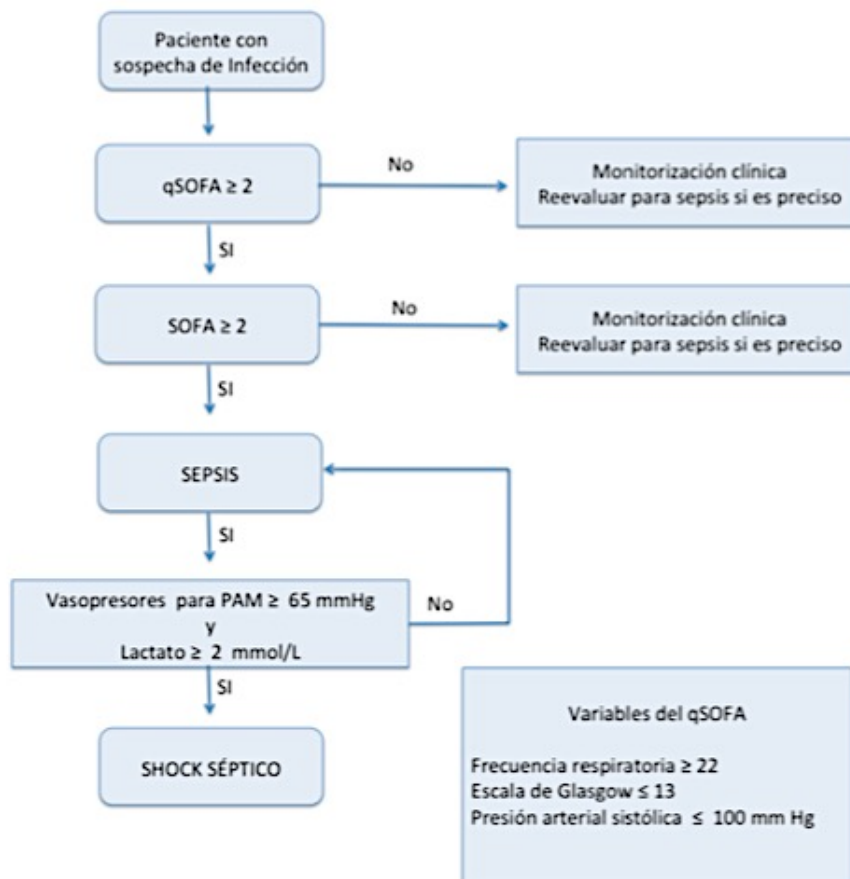 Paciente con
sospecha de Infección
qSOFA ≥ 2
No
Monitorización clínica
Reevaluar para sepsis si es preciso
SI
SOFA ≥ 2
No
Monitorización clínica
Reevaluar para sepsis si es preciso
SI
SEPSIS
SI
Vasopresores para PAM ≥ 65 mmHg
y
Lactato ≥ 2 mmol/L
No
SI
SHOCK SÉPTICO
Variables del qSOFA
Frecuencia respiratoria ≥ 22
Escala de Glasgow ≤ 13
Presión arterial sistólica ≤ 100 mm Hg